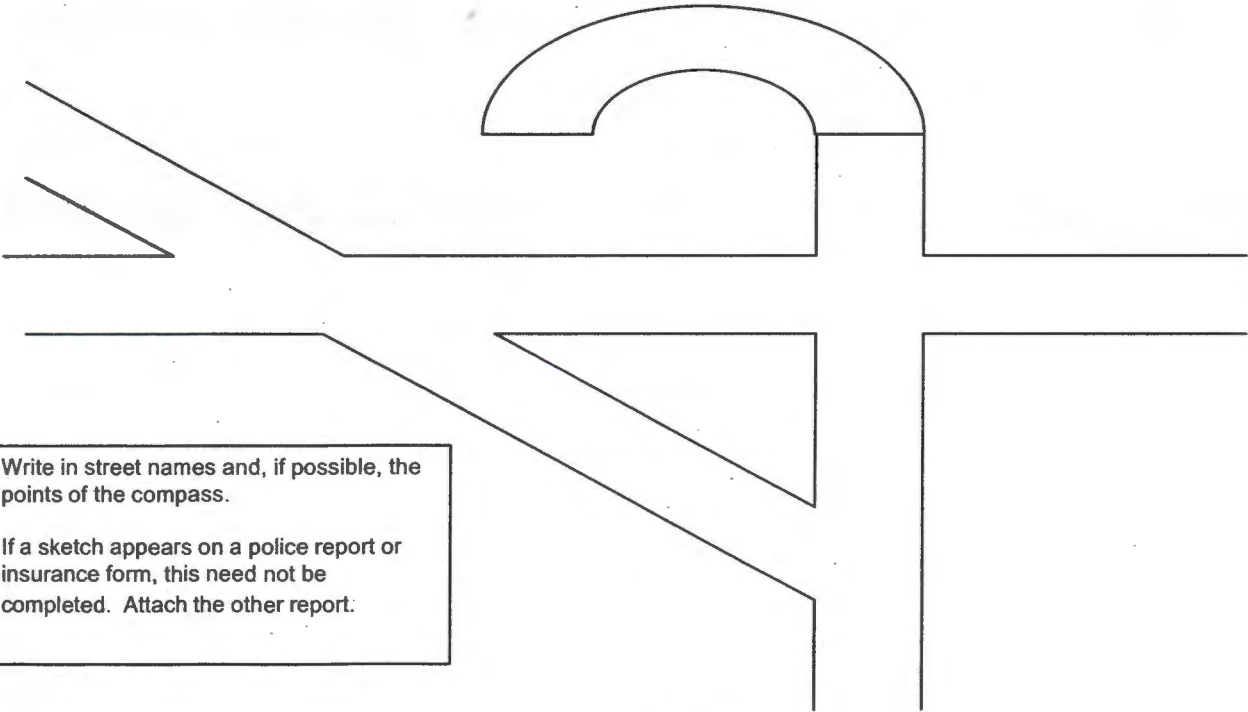 Write in street names and, if possible, the
points of the compass.
If a sketch appears on a police report or
insurance form, this need not be
completed. Attach the other report.